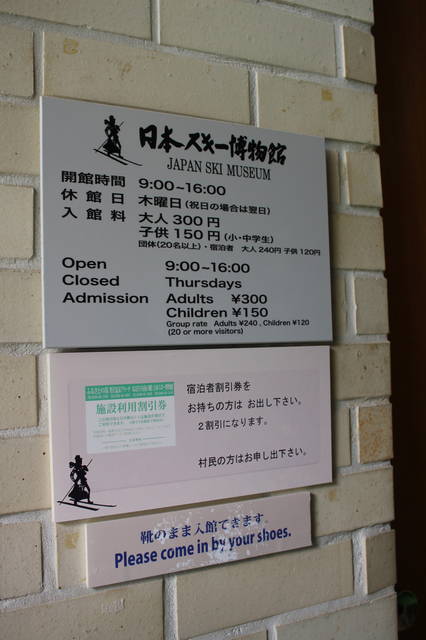 日本スキー博物館
JAPAN SKI MUSEUM
開館時間 9:00~16:00
休館日 木曜日(祝日の場合は翌日)
入館料 大人 300円
子供 150円(小・中学生)
団体(20名以上)・宿泊者 大人 240円 子供 120円
Open 9:00~16:00
Closed Thursdays
Admission Adults ¥300
Children ¥150
Group rate Adults ¥240 , Children ¥120
(20 or more visitors)
施設利用割引券
宿泊者割引券を
お持ちの方は お出し下さい。
2割引になります。
村民の方はお申し出下さい。
靴のまま入館できます。
Please come in by your shoes.